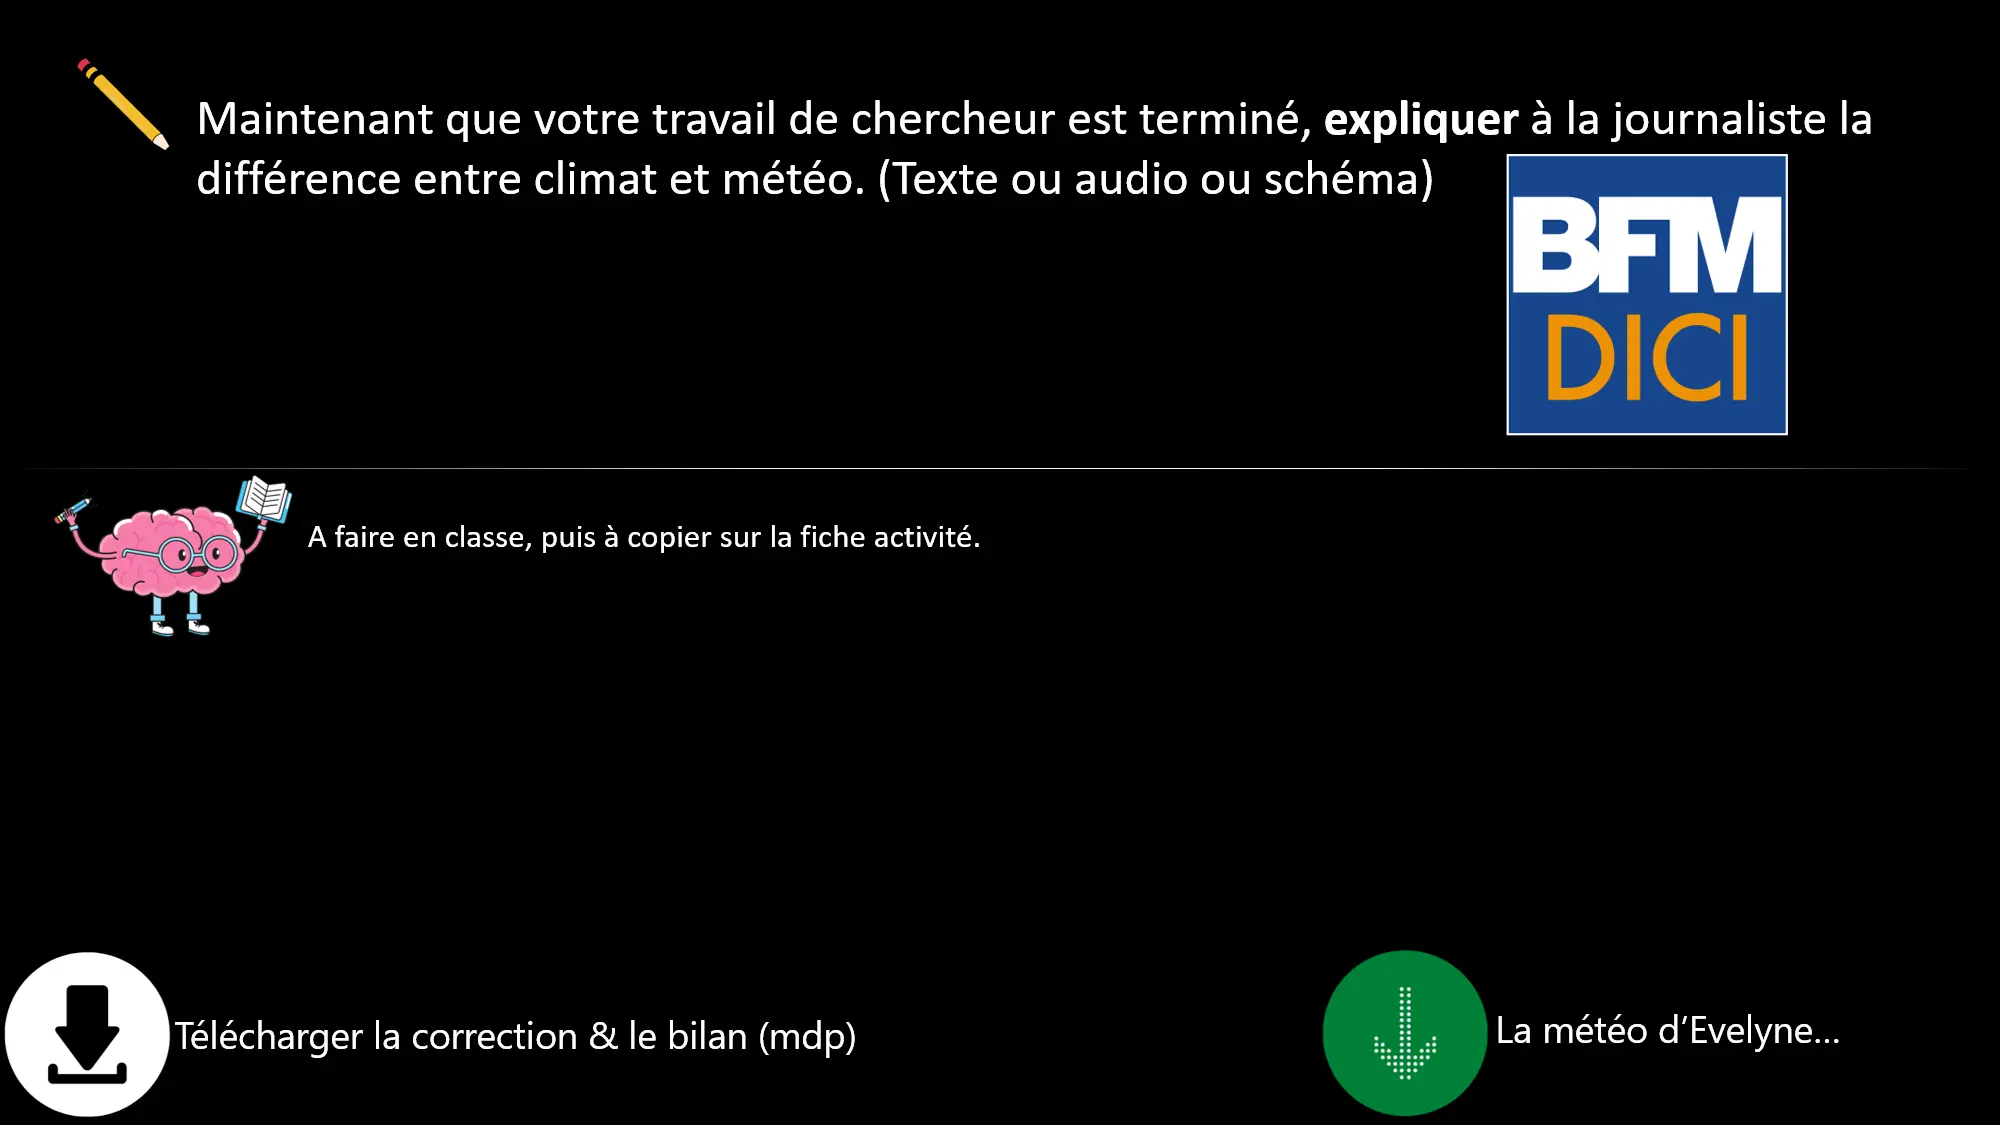 Maintenant que votre travail de chercheur est terminé, expliquer à la journaliste la
différence entre climat et météo. (Texte ou audio ou schéma)
BFM
DICI
A faire en classe, puis à copier sur la fiche activité.
Télécharger la correction & le bilan (mdp)
La météo d’Evelyne...